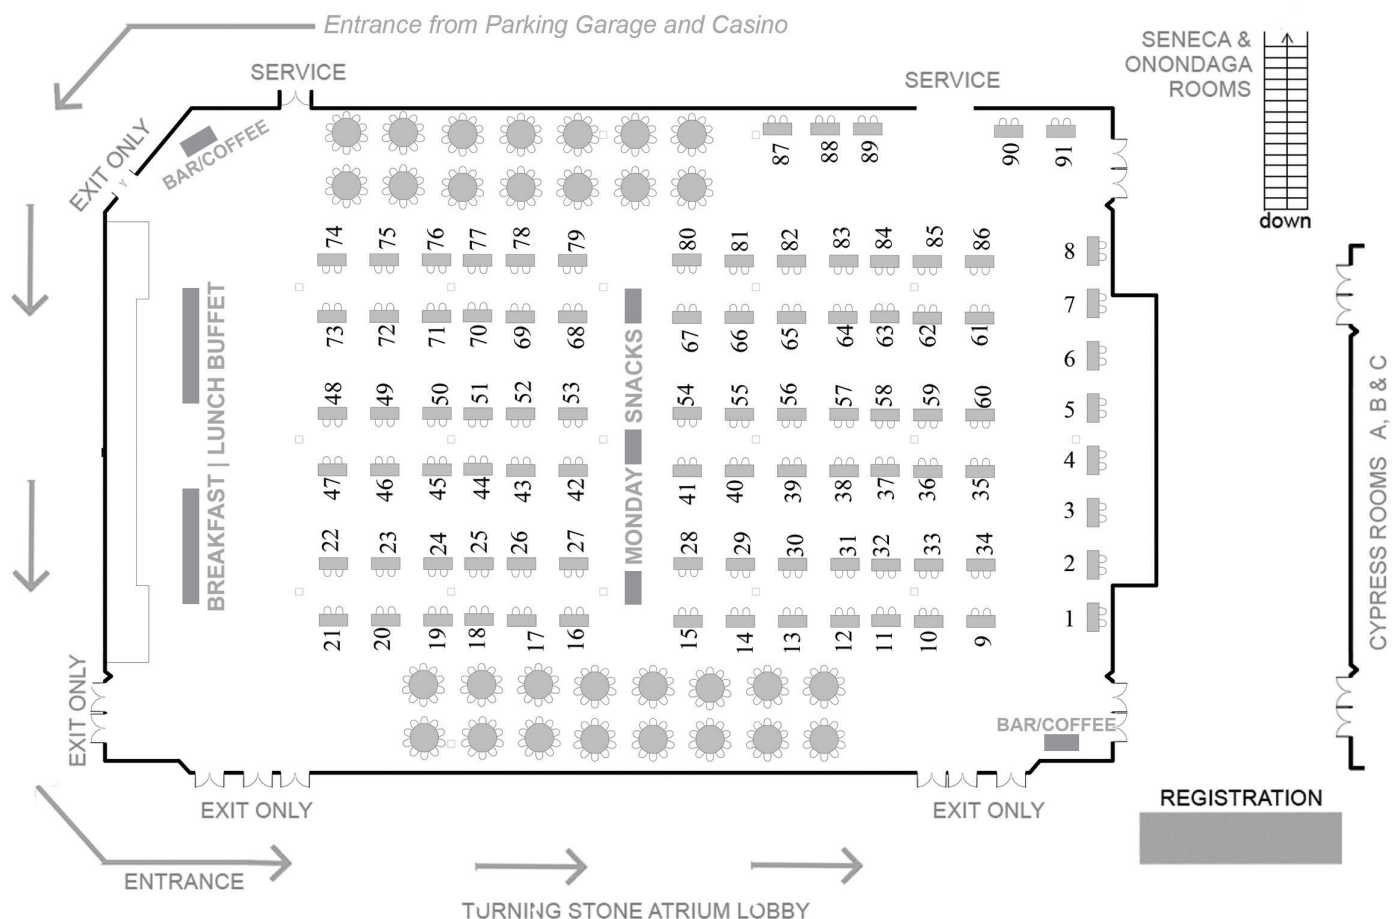 Entrance from Parking Garage and Casino
SENECA &
ONONDAGA
ROOMS
down
SERVICE
SERVICE
EXIT ONLY
BAR/COFFEE
87 88 89 90 91
74 75 76 77 78 79 80 81 82 83 84 85 86
8
73 72 71 70 69 68 67 66 65 64 63 62 61
7
6
48 49 50 51 52 53 54 55 56 57 58 59 60
5
47 46 45 44 43 42 41 40 39 38 37 36 35
4
3
22 23 24 25 26 27 28 29 30 31 32 33 34
2
21 20 19 18 17 16 15 14 13 12 11 10 9
1
BREAKFAST | LUNCH BUFFET
MONDAY SNACKS
CYPRESS ROOMS A, B & C
EXIT ONLY
BAR/COFFEE
EXIT ONLY
EXIT ONLY
REGISTRATION
ENTRANCE
TURNING STONE ATRIUM LOBBY